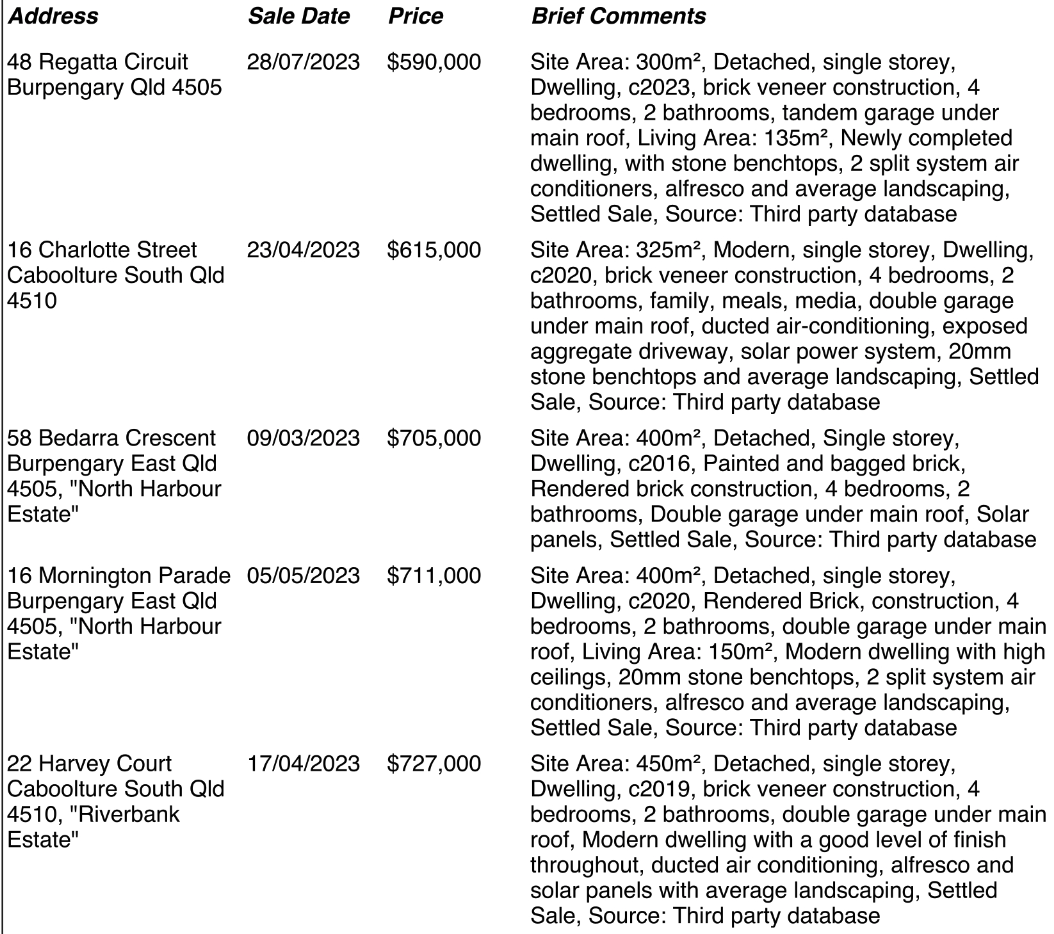 Address Sale Date Price Brief Comments
48 Regatta Circuit 28/07/2023 $590,000 Site Area: 300m², Detached, single storey,
Burpengary Qld 4505 Dwelling, c2023, brick veneer construction, 4
bedrooms, 2 bathrooms, tandem garage under
main roof, Living Area: 135m², Newly completed
dwelling, with stone benchtops, 2 split system air
conditioners, alfresco and average landscaping,
Settled Sale, Source: Third party database
16 Charlotte Street 23/04/2023 $615,000 Site Area: 325m², Modern, single storey, Dwelling,
Caboolture South Qld c2020, brick veneer construction, 4 bedrooms, 2
4510 bathrooms, family, meals, media, double garage
under main roof, ducted air-conditioning, exposed
aggregate driveway, solar power system, 20mm
stone benchtops and average landscaping, Settled
Sale, Source: Third party database
58 Bedarra Crescent 09/03/2023 $705,000 Site Area: 400m², Detached, Single storey,
Burpengary East Qld Dwelling, c2016, Painted and bagged brick,
4505, "North Harbour Rendered brick construction, 4 bedrooms, 2
Estate" bathrooms, Double garage under main roof, Solar
panels, Settled Sale, Source: Third party database
16 Mornington Parade 05/05/2023 $711,000 Site Area: 400m², Detached, single storey,
Burpengary East Qld Dwelling, c2020, Rendered Brick, construction, 4
4505, "North Harbour bedrooms, 2 bathrooms, double garage under main
Estate" roof, Living Area: 150m², Modern dwelling with high
ceilings, 20mm stone benchtops, 2 split system air
conditioners, alfresco and average landscaping,
Settled Sale, Source: Third party database
22 Harvey Court 17/04/2023 $727,000 Site Area: 450m², Detached, single storey,
Caboolture South Qld Dwelling, c2019, brick veneer construction, 4
4510, "Riverbank bedrooms, 2 bathrooms, double garage under main
Estate" roof, Modern dwelling with a good level of finish
throughout, ducted air conditioning, alfresco and
solar panels with average landscaping, Settled
Sale, Source: Third party database